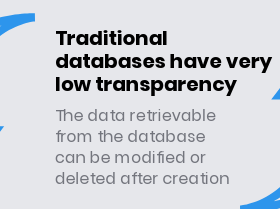 Traditional
databases have very
low transparency
The data retrievable
from the database
can be modified or
deleted after creation